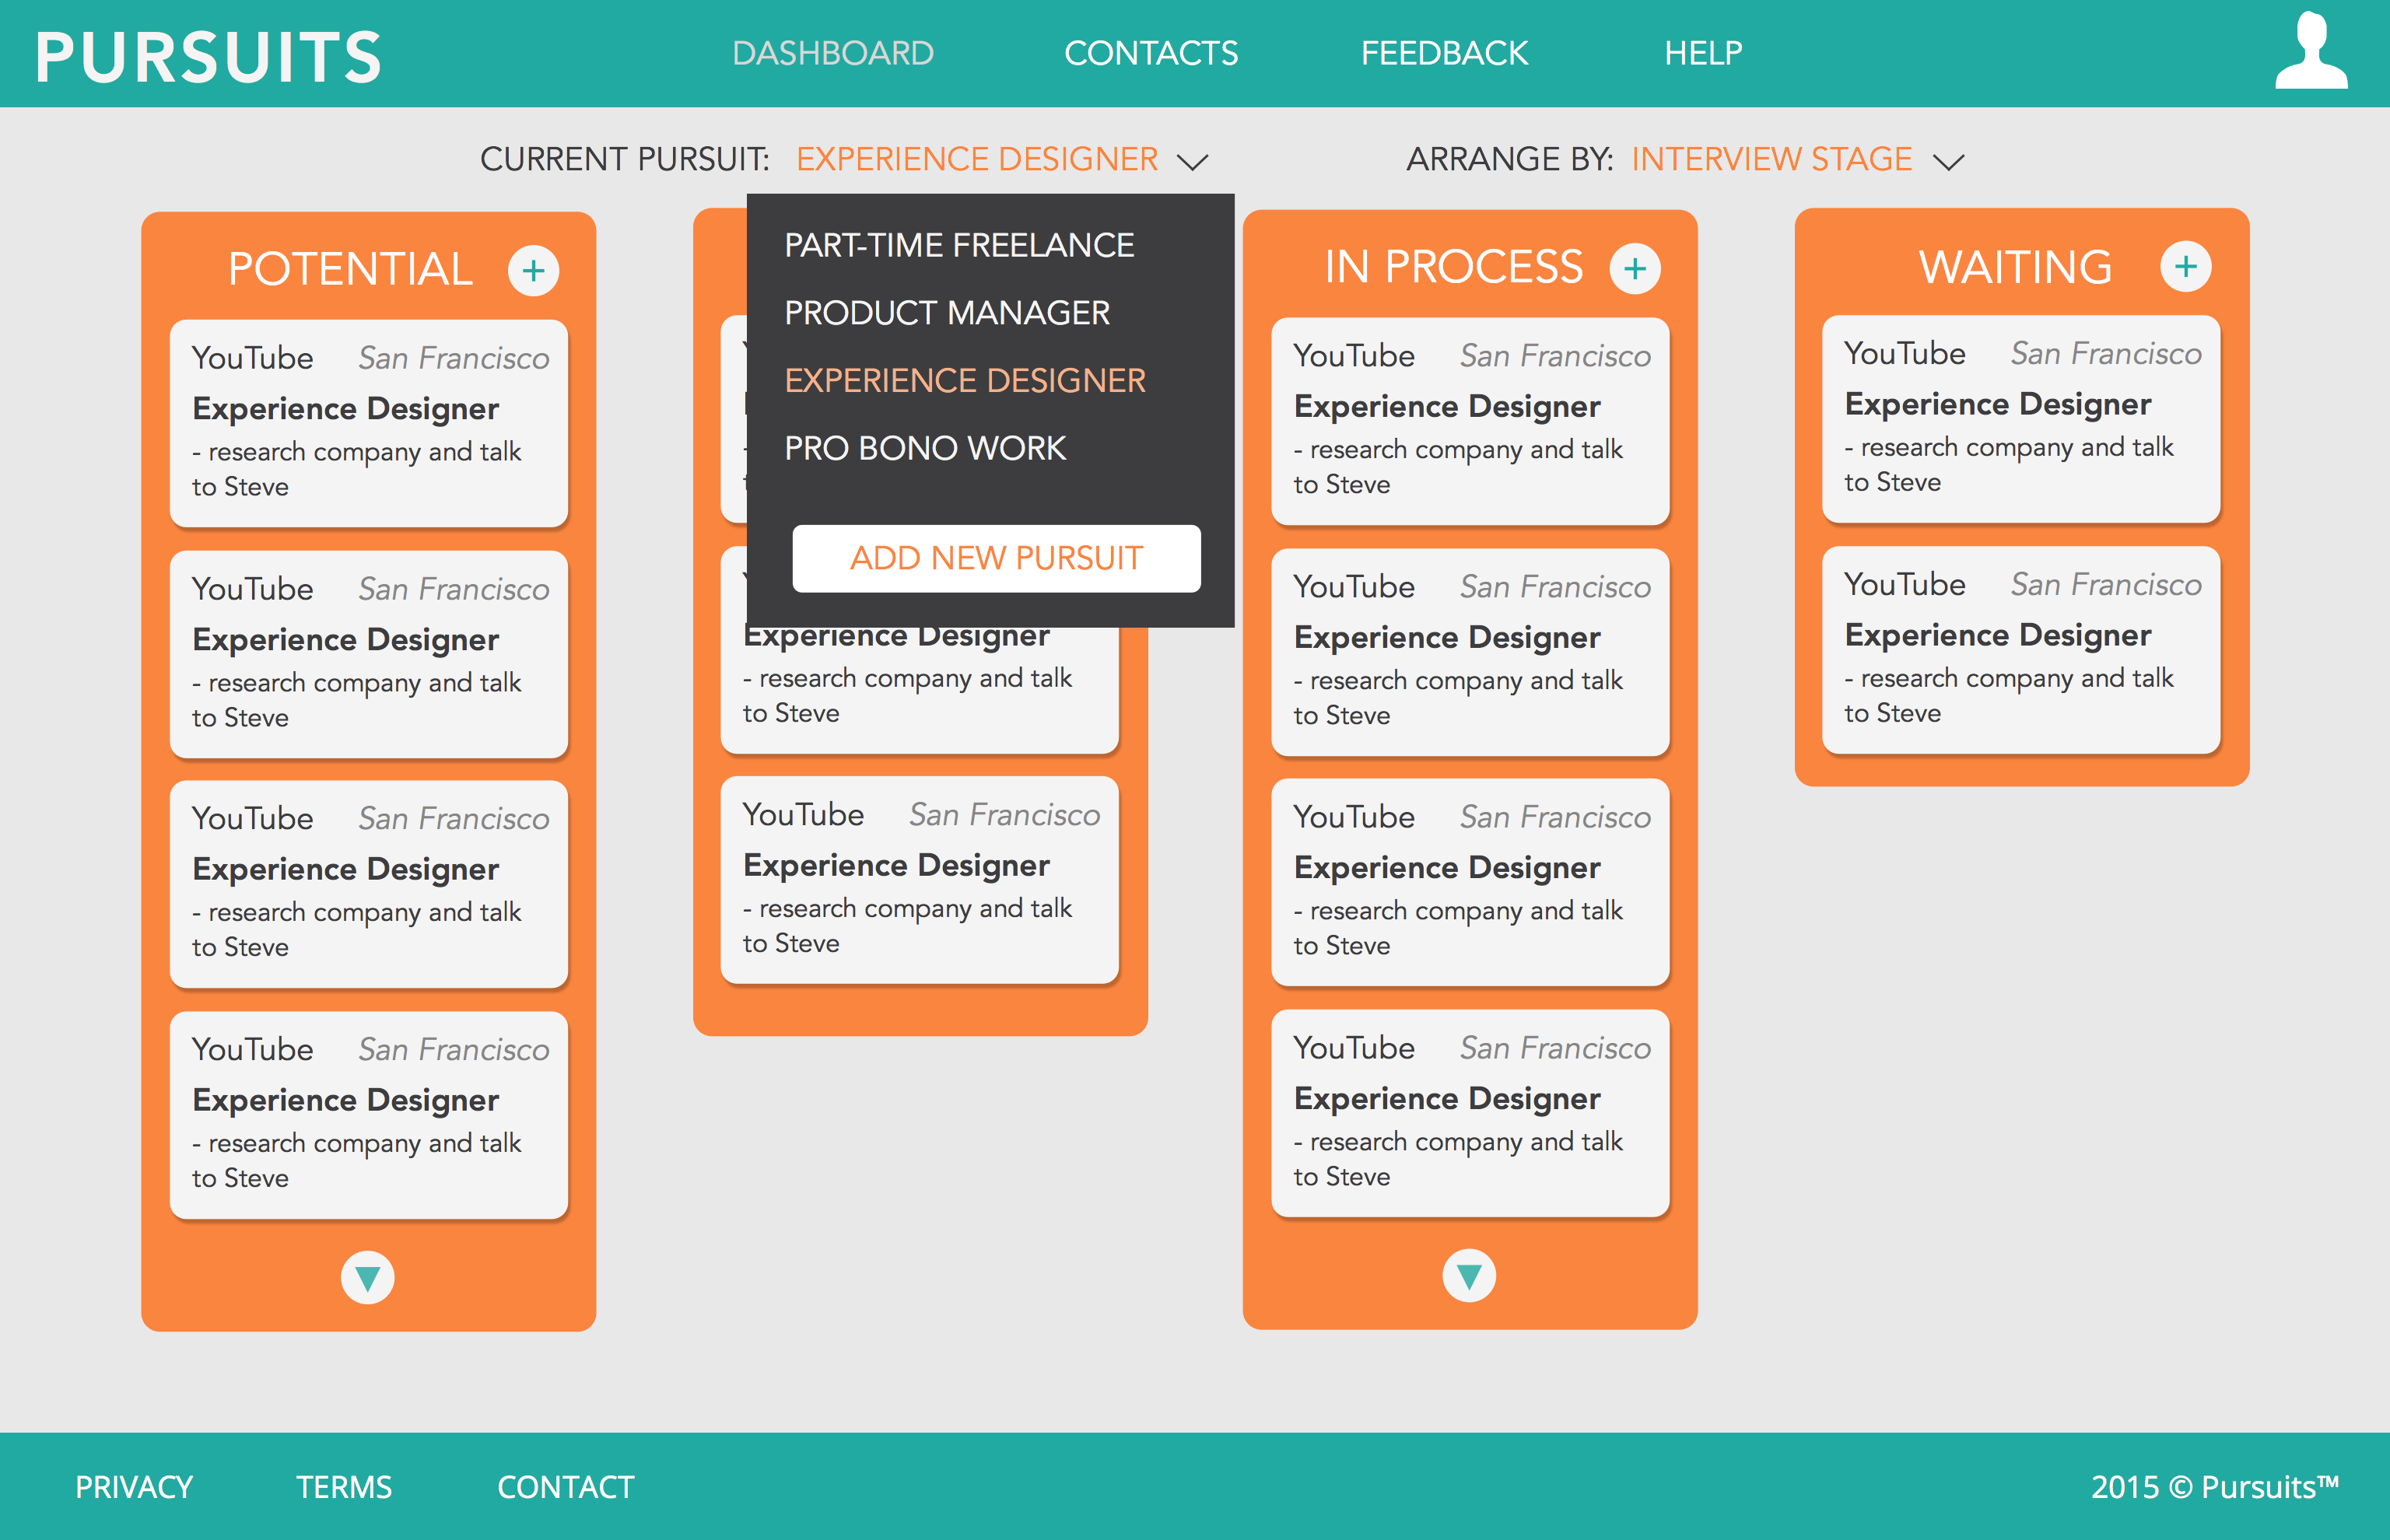 PURSUITS
DASHBOARD
CONTACTS
FEEDBACK
HELP
CURRENT PURSUIT: EXPERIENCE DESIGNER
ARRANGE BY: INTERVIEW STAGE
PART-TIME FREELANCE
PRODUCT MANAGER
EXPERIENCE DESIGNER
PRO BONO WORK
ADD NEW PURSUIT
POTENTIAL +
YouTube San Francisco
Experience Designer
- research company and talk
to Steve
YouTube San Francisco
Experience Designer
- research company and talk
to Steve
YouTube San Francisco
Experience Designer
- research company and talk
to Steve
YouTube San Francisco
Experience Designer
- research company and talk
to Steve
Experience Designer
- research company and talk
to Steve
YouTube San Francisco
Experience Designer
- research company and talk
to Steve
IN PROCESS +
YouTube San Francisco
Experience Designer
- research company and talk
to Steve
YouTube San Francisco
Experience Designer
- research company and talk
to Steve
YouTube San Francisco
Experience Designer
- research company and talk
to Steve
YouTube San Francisco
Experience Designer
- research company and talk
to Steve
WAITING +
YouTube San Francisco
Experience Designer
- research company and talk
to Steve
YouTube San Francisco
Experience Designer
- research company and talk
to Steve
PRIVACY
TERMS
CONTACT
2015 © Pursuits™